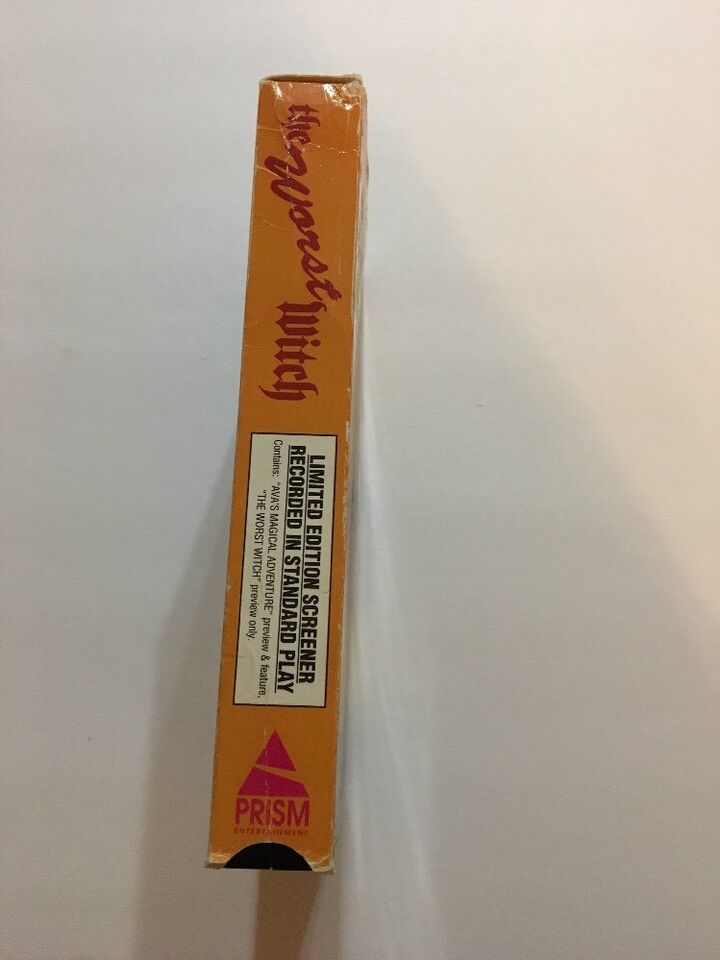 the Worst Witch
LIMITED EDITION SCREENER
RECORDED IN STANDARD PLAY
Contains: "AVA'S MAGICAL ADVENTURE" preview & feature,
"THE WORST WITCH" preview only.
PRISM
ENTERTAINMENT